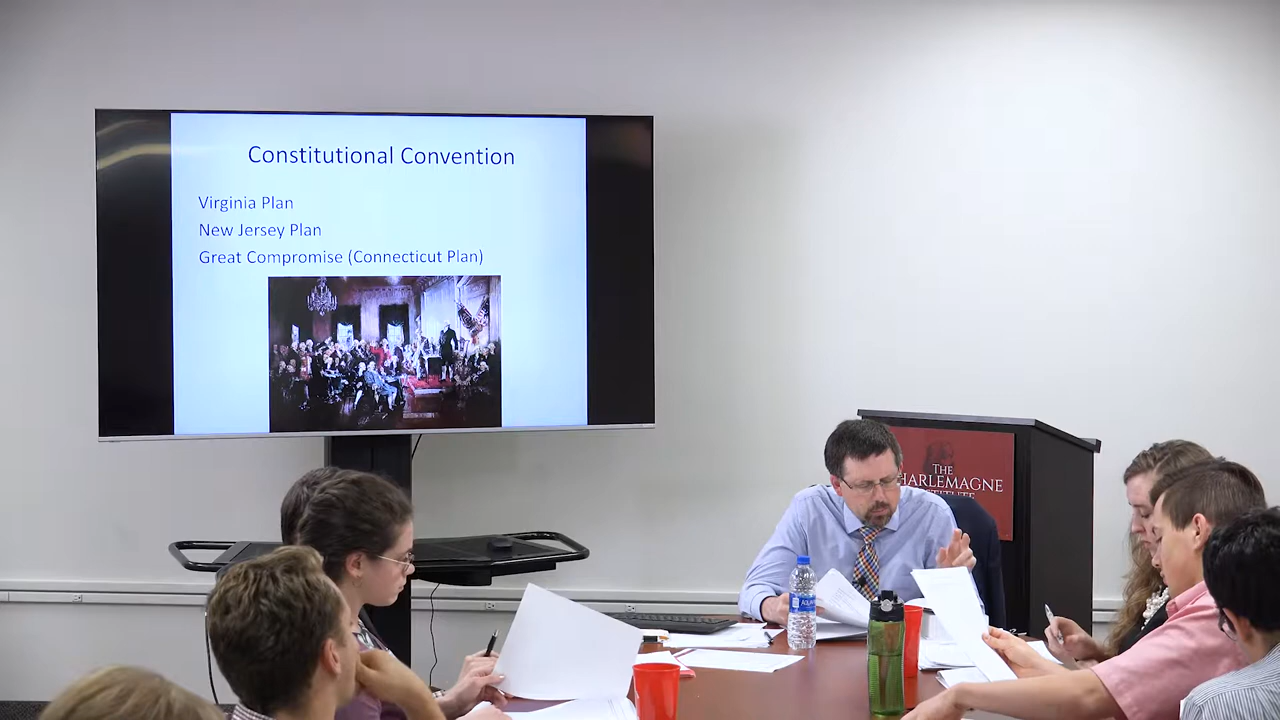 Constitutional Convention
Virginia Plan
New Jersey Plan
Great Compromise (Connecticut Plan)
THE
HARLEMAGNE